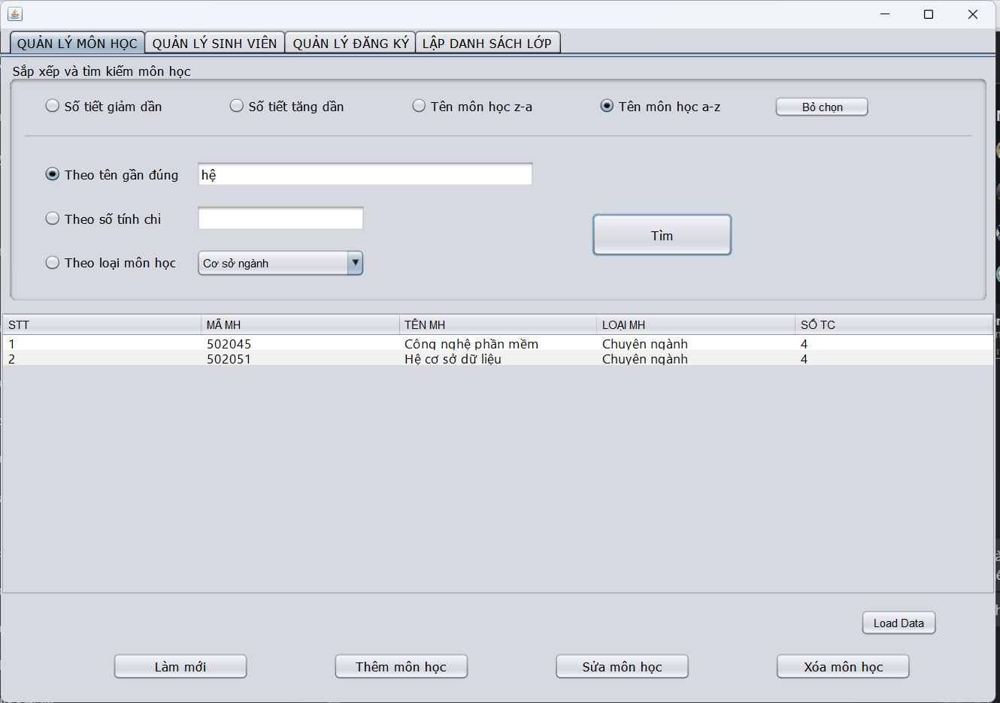 QUẢN LÝ MÔN HỌC QUẢN LÝ SINH VIÊN QUẢN LÝ ĐĂNG KÝ LẬP DANH SÁCH LỚP
Sắp xếp và tìm kiếm môn học
Số tiết giảm dần Số tiết tăng dần Tên môn học z-a Tên môn học a-z Bỏ chọn
Theo tên gần đúng hệ
Theo số tính chỉ
Tìm
Theo loại môn học Cơ sở ngành
STT MÃ MH TÊN MH LOẠI MH SỐ TC
1 502045 Công nghệ phần mềm Chuyên ngành 4
2 502051 Hệ cơ sở dữ liệu Chuyên ngành 4
Load Data
Làm mới Thêm môn học Sửa môn học Xóa môn học